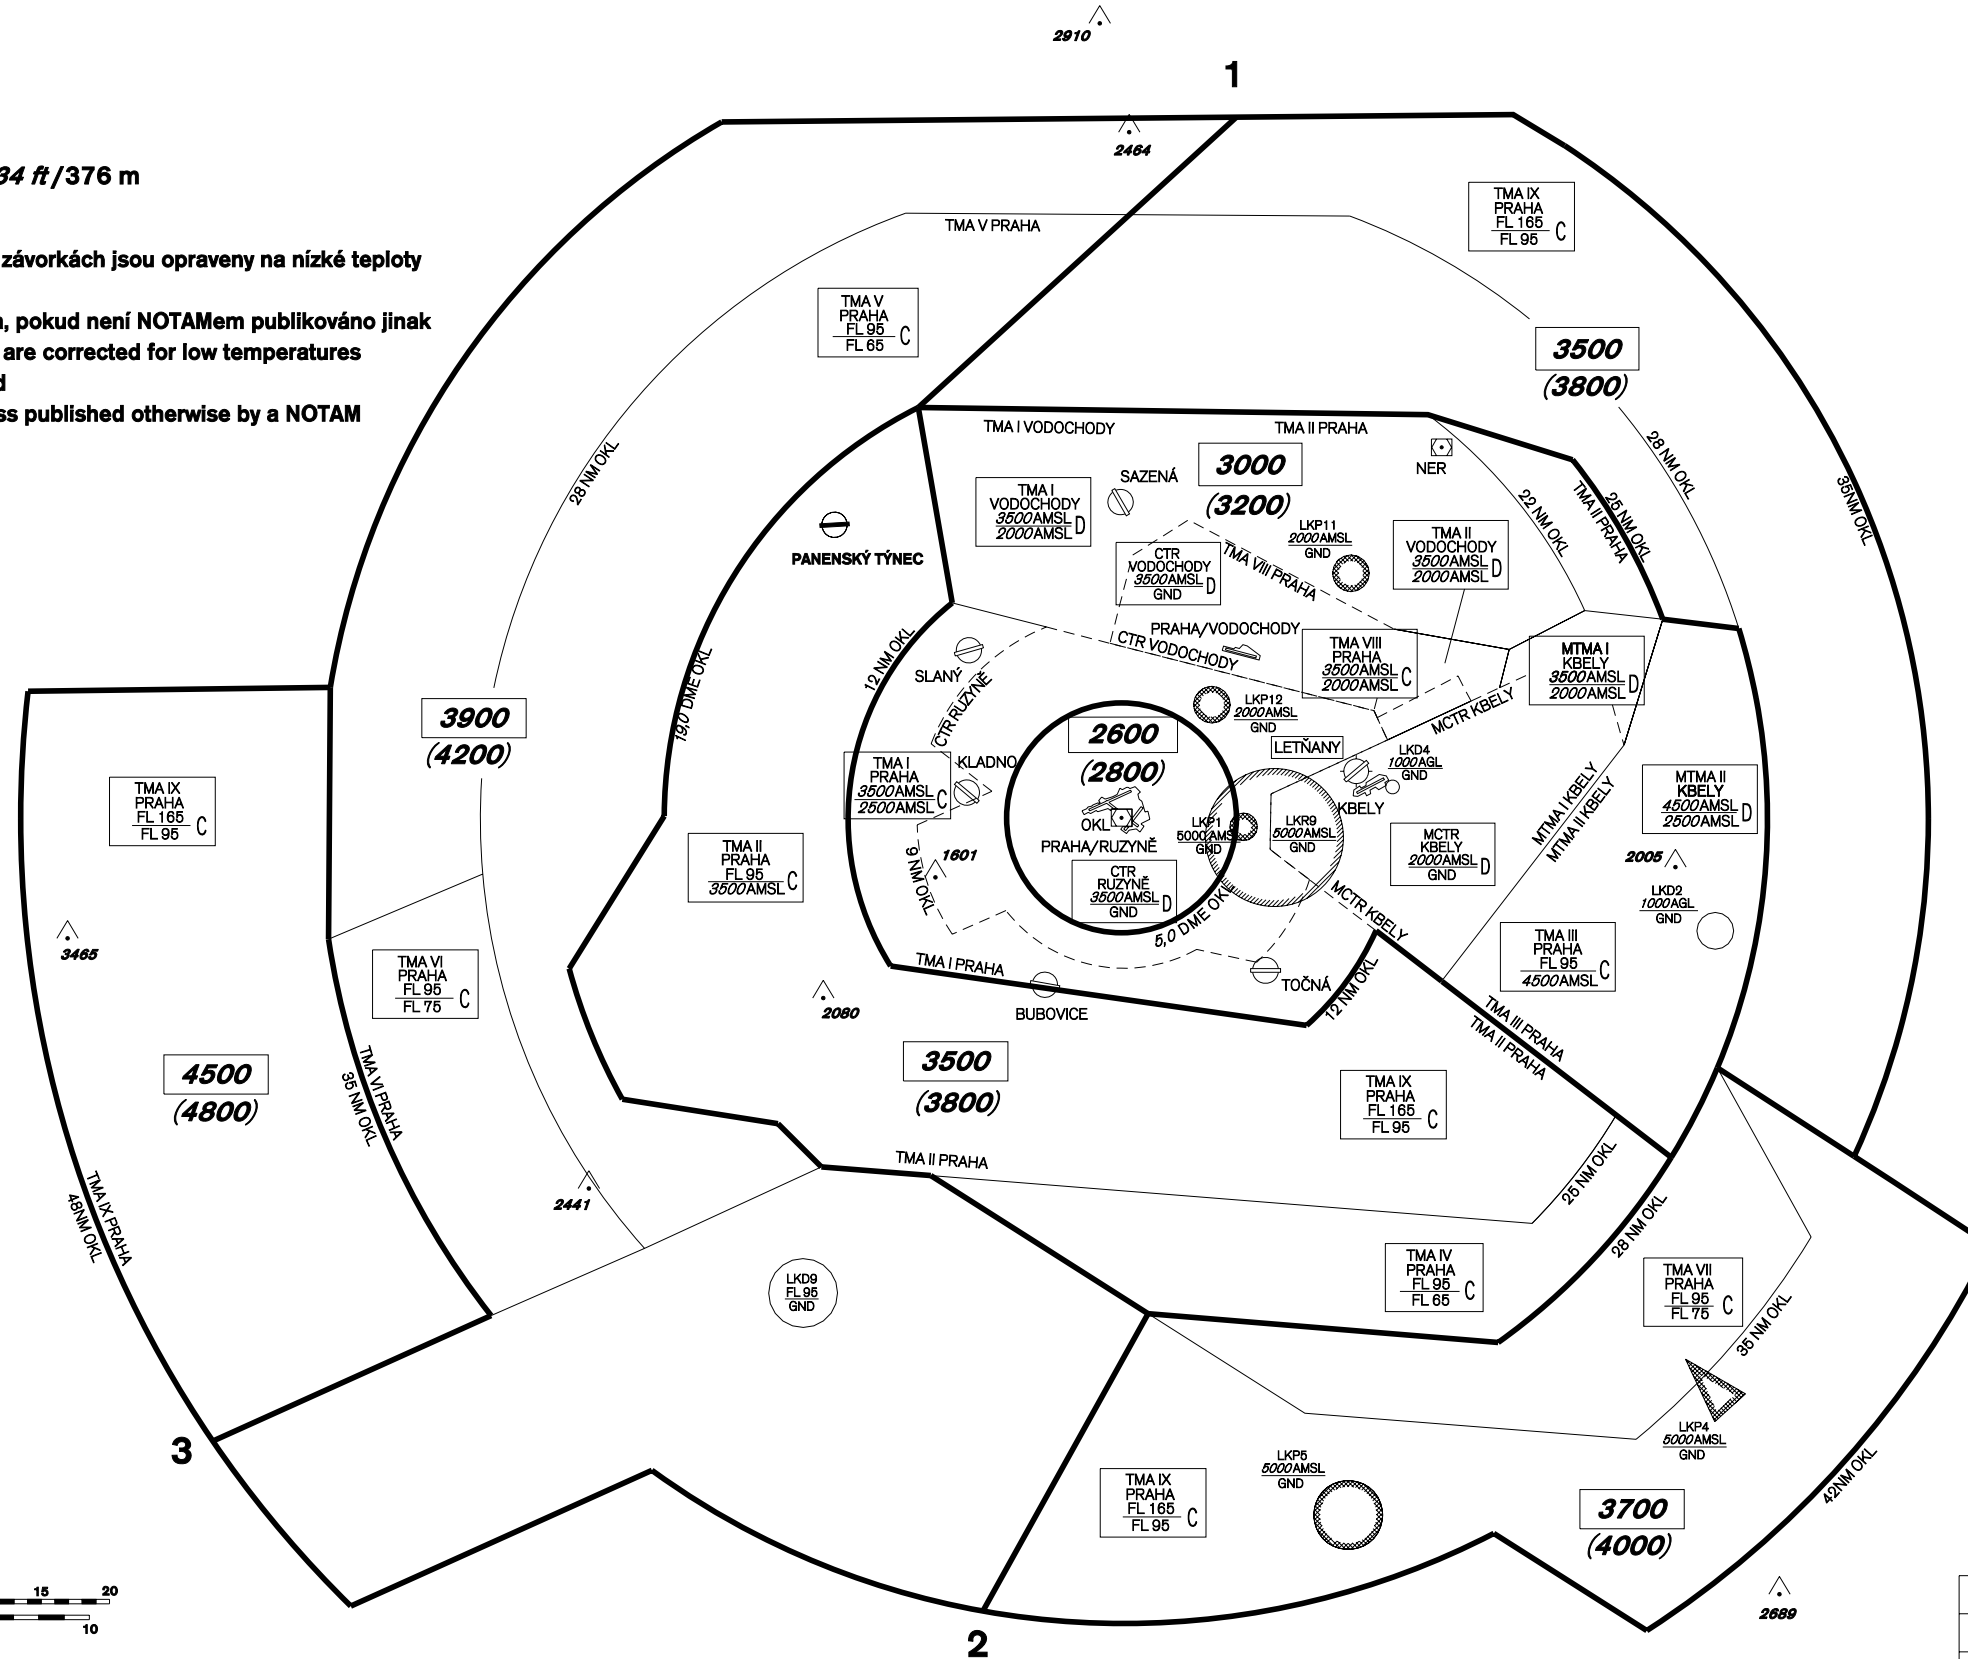 2910
1
2464
34 ft/376 m
závorkách jsou opraveny na nízké teploty
, pokud není NOTAMem publikováno jinak
are corrected for low temperatures
ss published otherwise by a NOTAM
TMA IX
PRAHA
FL 165
FL 95
C
TMA V PRAHA
TMA V
PRAHA
FL 95
FL 65
C
3500
(3800)
28 NM OKL
28 NM OKL
35NM OKL
TMA I VODOCHODY
TMA II PRAHA
3000
(3200)
NER
SAZENÁ
TMA I
VODOCHODY
3500AMSL
2000AMSL
D
22 NM OKL
TMA II PRAHA
25 NM OKL
PANENSKÝ TÝNEC
LKP11
2000AMSL
GND
TMA II
VODOCHODY
3500AMSL
2000AMSL
D
CTR
VODOCHODY
3500AMSL
GND
D
TMA VIII PRAHA
PRAHA/VODOCHODY
CTR VODOCHODY
TMA VIII
PRAHA
3500AMSL
2000AMSL
C
MTMA I
KBELY
3500AMSL
2000AMSL
D
12 NM OKL
SLANÝ
CTR RUZYNĚ
19,0 DME OKL
LKP12
2000AMSL
GND
MCTR KBELY
3900
(4200)
2600
(2800)
LETŇANY
LKD4
1000AGL
GND
TMA I
PRAHA
3500AMSL
2500AMSL
C
KLADNO
KBELY
MTMA I KBELY
MTMA II KBELY
MTMA II
KBELY
4500AMSL
2500AMSL
D
TMA IX
PRAHA
FL 165
FL 95
C
OKL
PRAHA/RUZYNĚ
LKP1
5000AMSL
GND
LKR9
5000AMSL
GND
MCTR
KBELY
2000AMSL
GND
D
TMA II
PRAHA
FL 95
3500AMSL
C
1601
9 NM OKL
CTR
RUZYNĚ
3500AMSL
GND
D
5,0 DME OKL
MCTR KBELY
2005
LKD2
1000AGL
GND
3465
TMA VI
PRAHA
FL 95
FL 75
C
TMA I PRAHA
TMA III
PRAHA
FL 95
4500AMSL
C
2080
BUBOVICE
TOČNÁ
12 NM OKL
TMA III PRAHA
TMA II PRAHA
4500
(4800)
TMA VI PRAHA
35 NM OKL
3500
(3800)
TMA IX
PRAHA
FL 165
FL 95
C
TMA II PRAHA
25 NM OKL
2441
TMA IX PRAHA
48NM OKL
28 NM OKL
LKD9
FL 95
GND
TMA IV
PRAHA
FL 95
FL 65
C
TMA VII
PRAHA
FL 95
FL 75
C
35 NM OKL
LKP4
5000AMSL
GND
3
LKP5
5000AMSL
GND
TMA IX
PRAHA
FL 165
FL 95
C
42NM OKL
3700
(4000)
15
20
10
2689
2